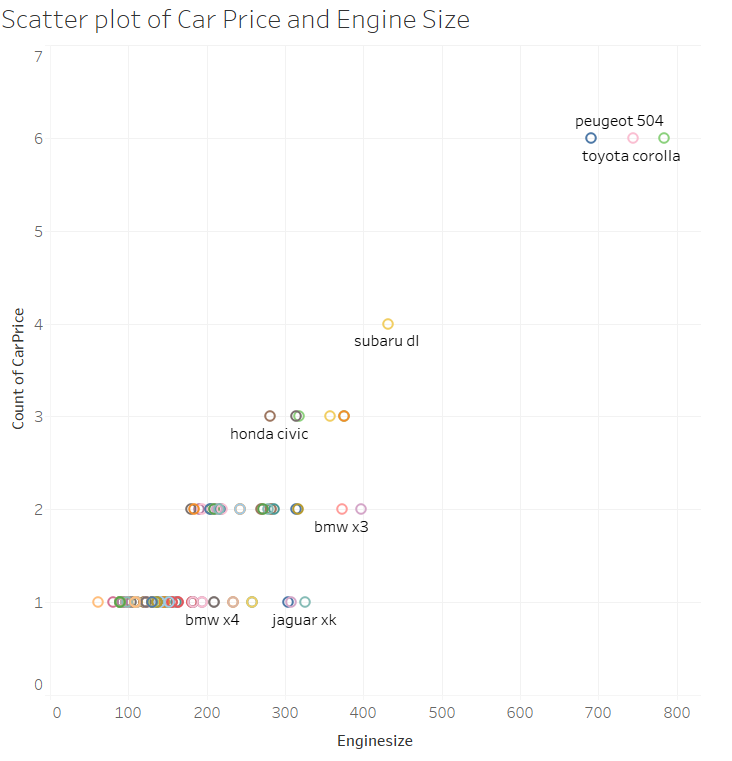 Scatter plot of Car Price and Engine Size
7
peugeot 504
6
toyota corolla
5
Count of CarPrice
4
subaru dl
3
honda civic
2
bmw x3
1
bmw x4 jaguar xk
0
0 100 200 300 400 500 600 700 800
Enginesize